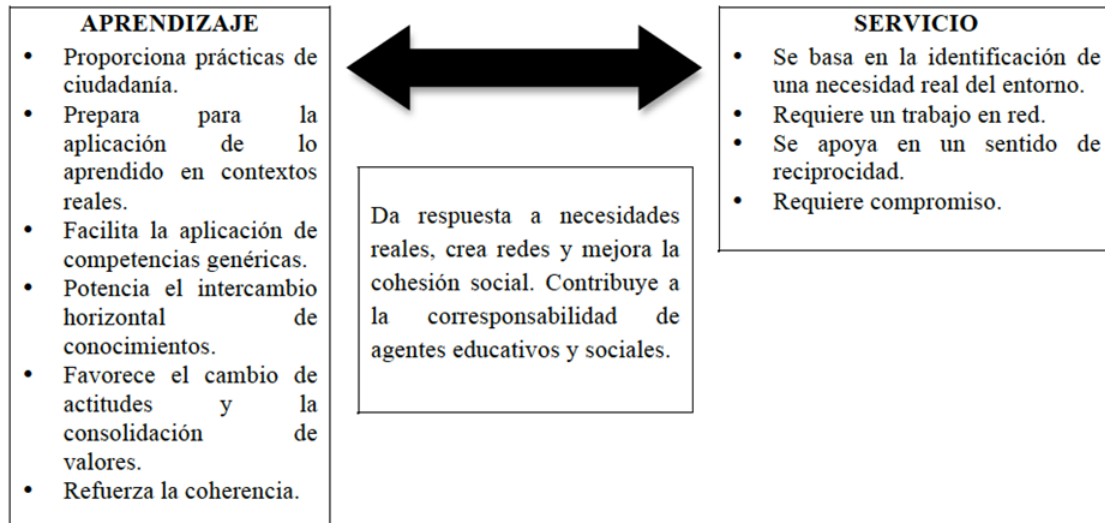 APRENDIZAJE
• Proporciona prácticas de
ciudadanía.
• Prepara para la
aplicación de lo
aprendido en contextos
reales.
• Facilita la aplicación de
competencias genéricas.
• Potencia el intercambio
horizontal de
conocimientos.
• Favorece el cambio de
actitudes y la
consolidación de
valores.
• Refuerza la coherencia.
Da respuesta a necesidades
reales, crea redes y mejora la
cohesión social. Contribuye a
la corresponsabilidad de
agentes educativos y sociales.
SERVICIO
• Se basa en la identificación de
una necesidad real del entorno.
• Requiere un trabajo en red.
• Se apoya en un sentido de
reciprocidad.
• Requiere compromiso.